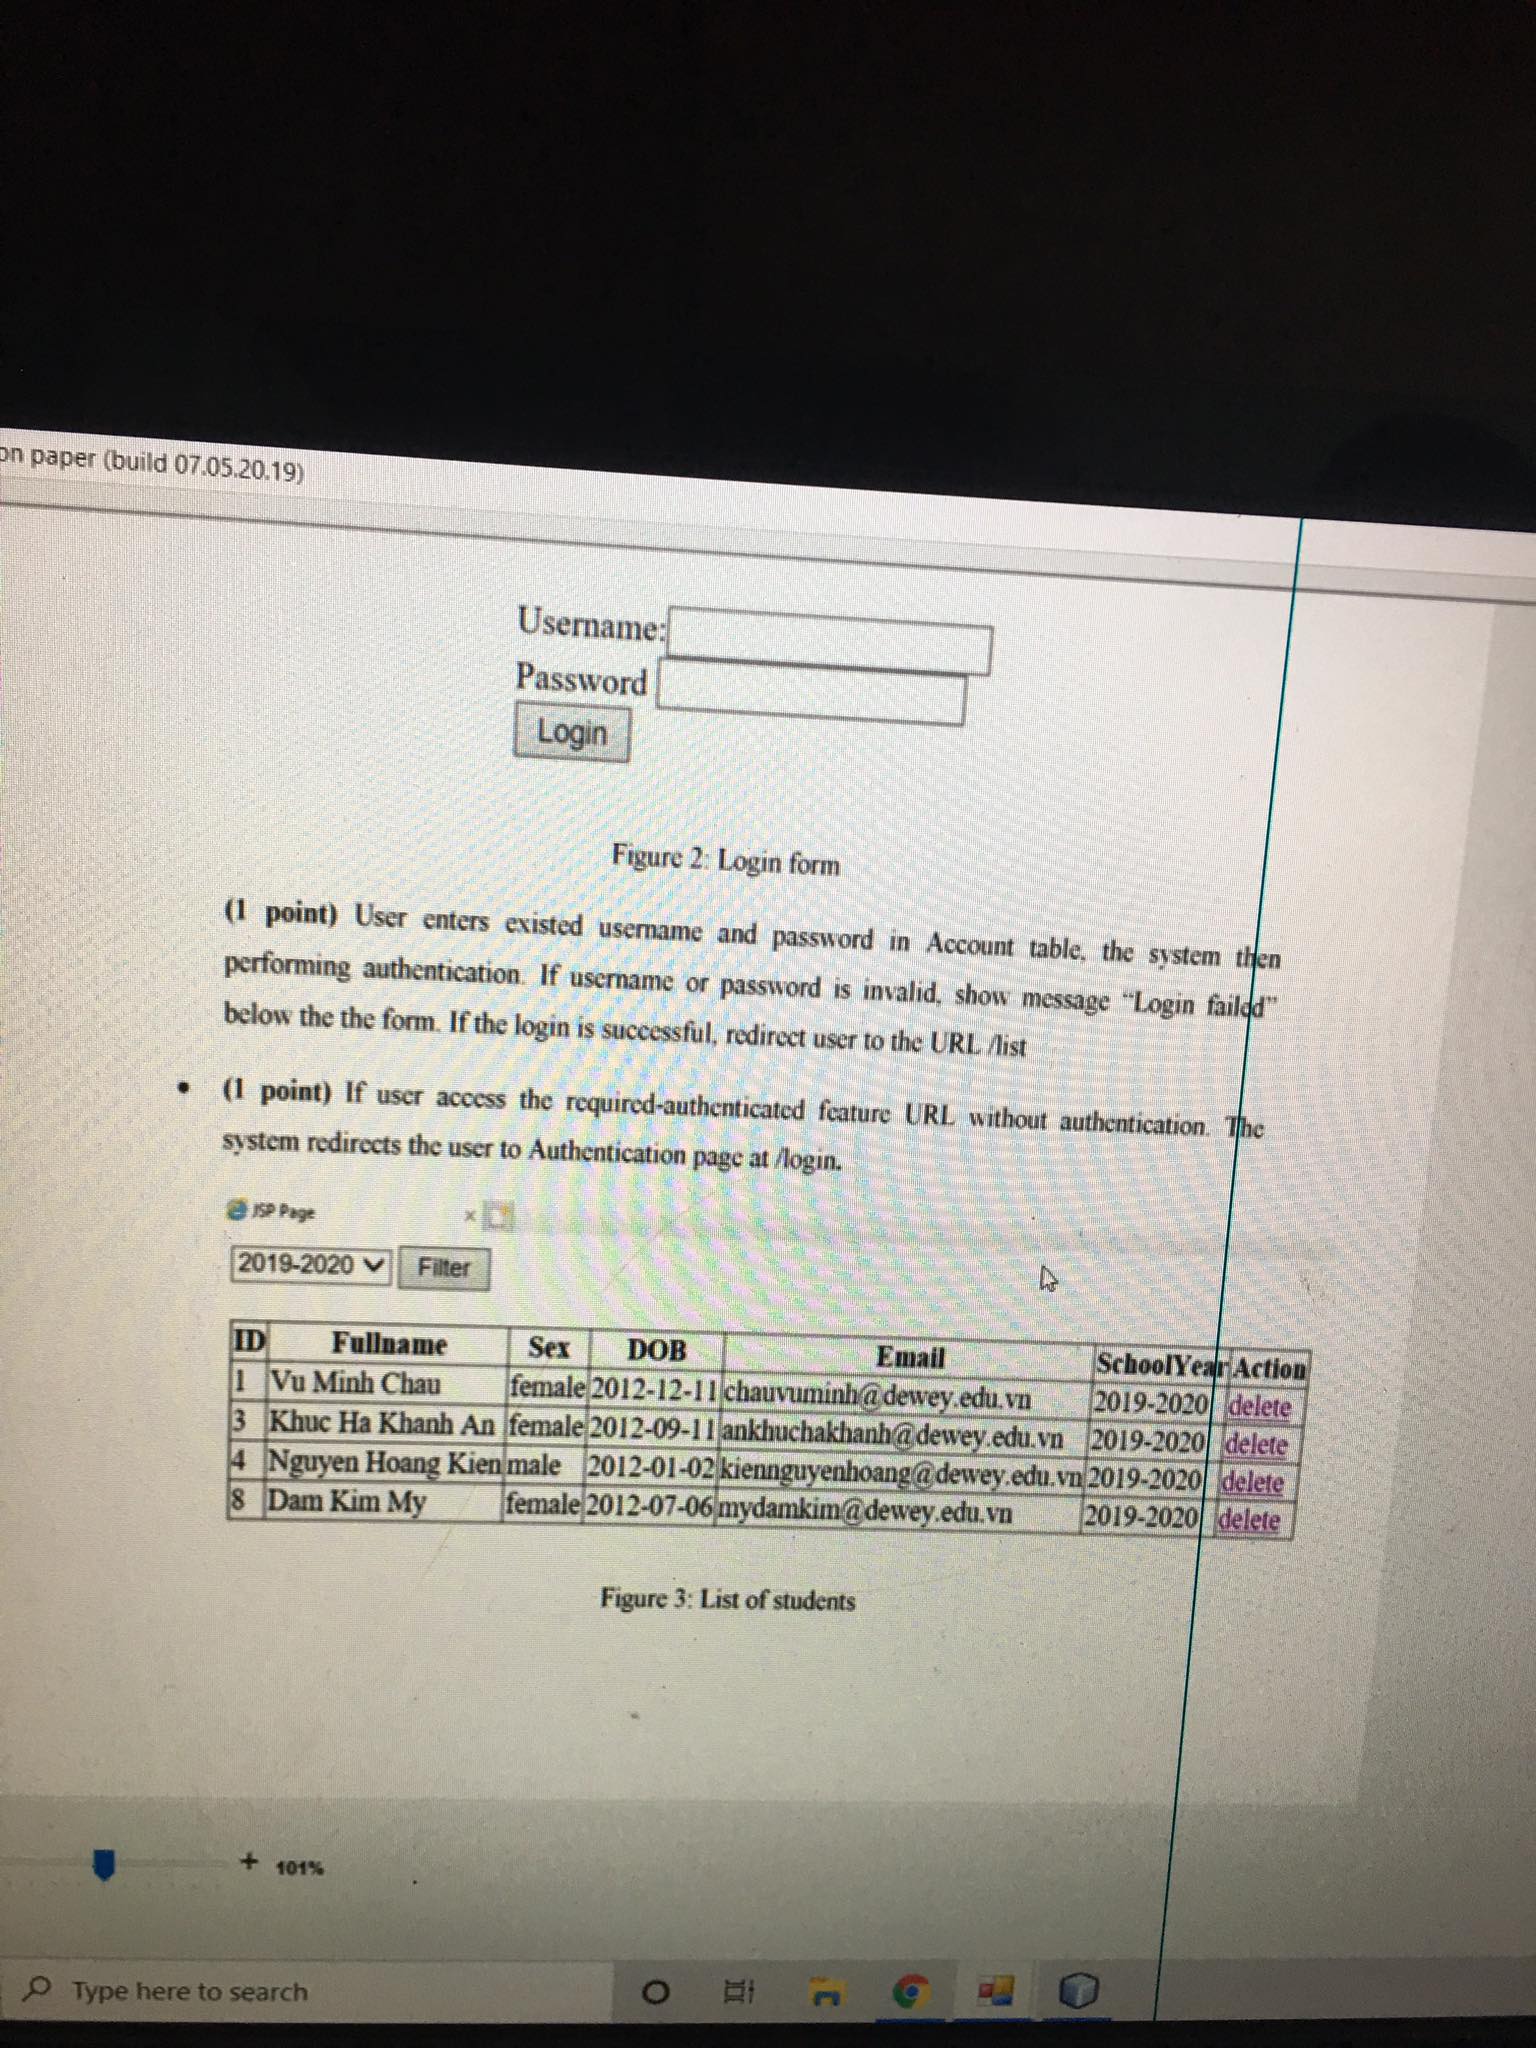 on paper (build 07.05.20.19)
Username:
Password
Login
Figure 2: Login form
(1 point) User enters existed username and password in Account table, the system then
performing authentication. If username or password is invalid, show message “Login failed”
below the the form. If the login is successful, redirect user to the URL /list
• (1 point) If user access the required-authenticated feature URL without authentication. The
system redirects the user to Authentication page at /login.
JSP Page ×
2019-2020 Filter
ID Fullname Sex DOB Email SchoolYear Action
1 Vu Minh Chau female 2012-12-11 chauvuminh@dewey.edu.vn 2019-2020 delete
3 Khuc Ha Khanh An female 2012-09-11 ankhuchakhanh@dewey.edu.vn 2019-2020 delete
4 Nguyen Hoang Kien male 2012-01-02 kiennguyenhoang@dewey.edu.vn 2019-2020 delete
8 Dam Kim My female 2012-07-06 mydamkim@dewey.edu.vn 2019-2020 delete
Figure 3: List of students
+ 101%
Type here to search